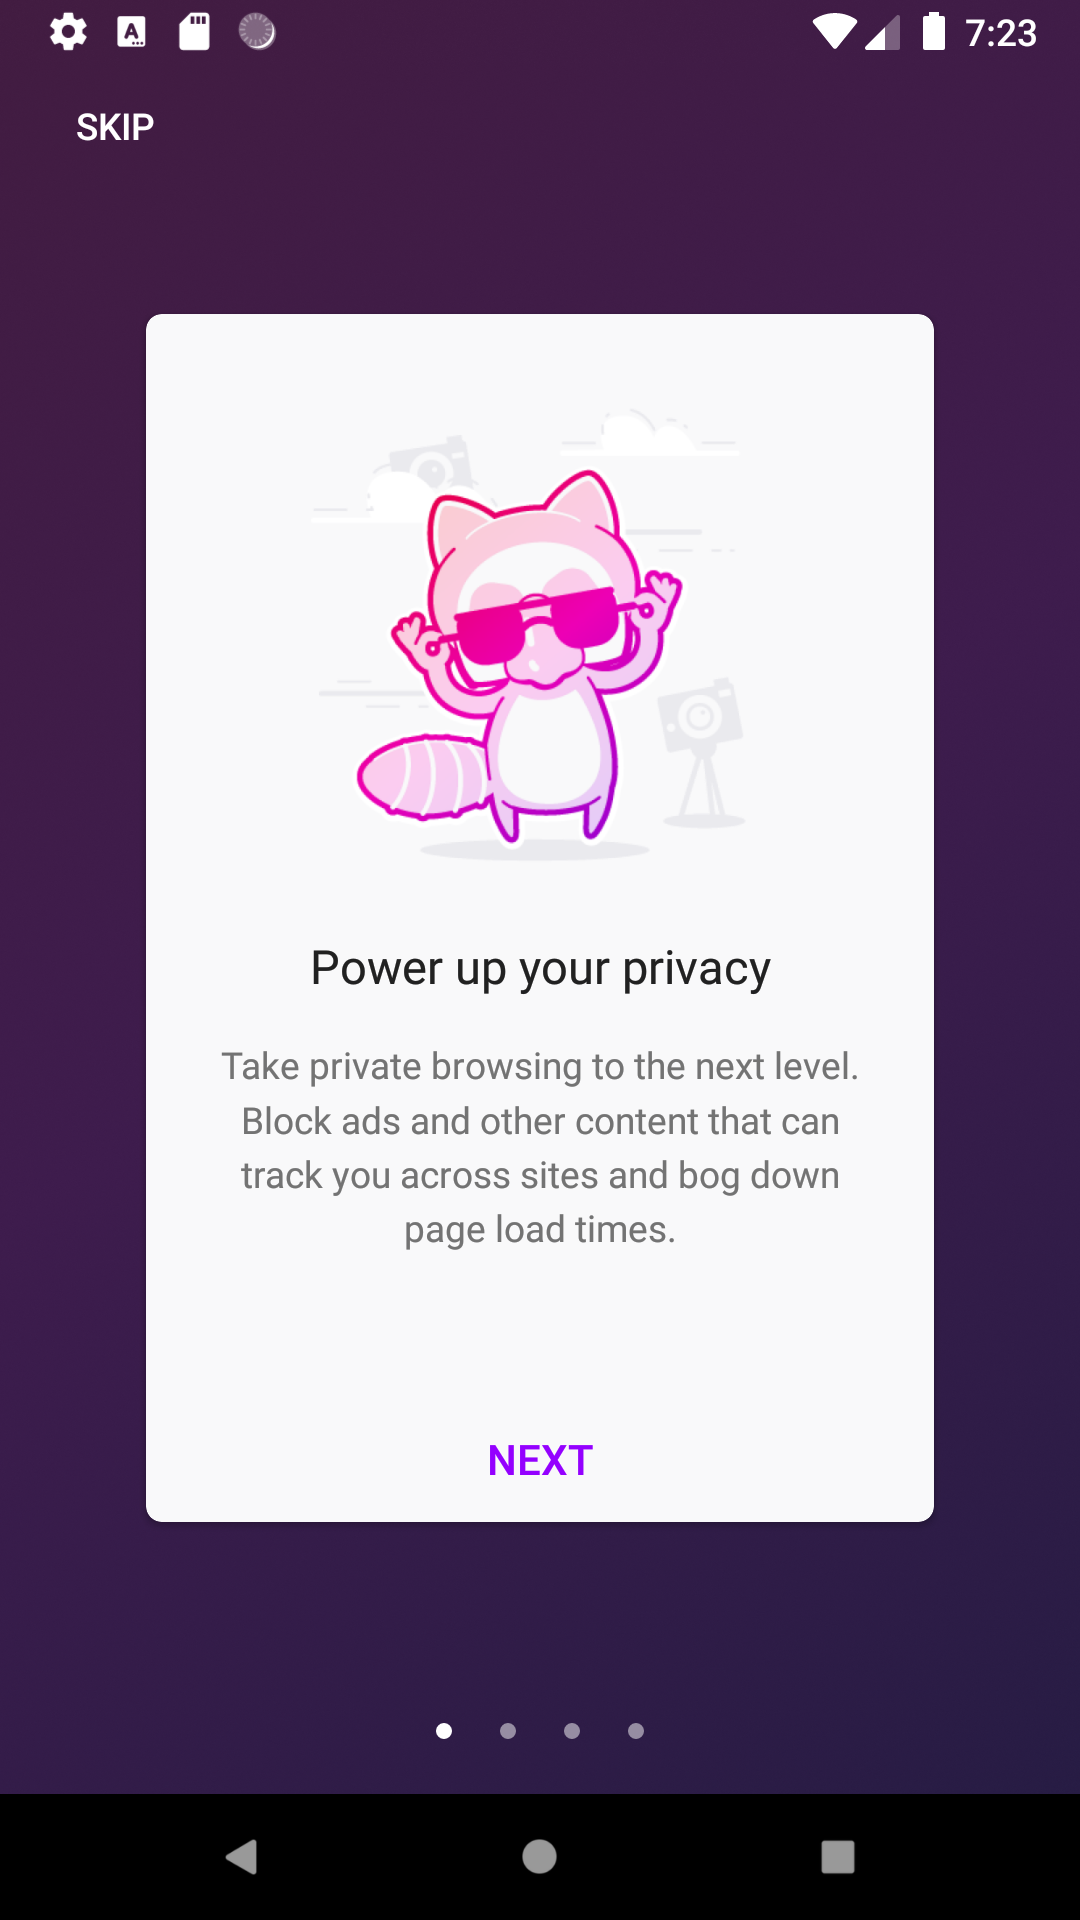 7:23
SKIP
Power up your privacy
Take private browsing to the next level.
Block ads and other content that can
track you across sites and bog down
page load times.
NEXT